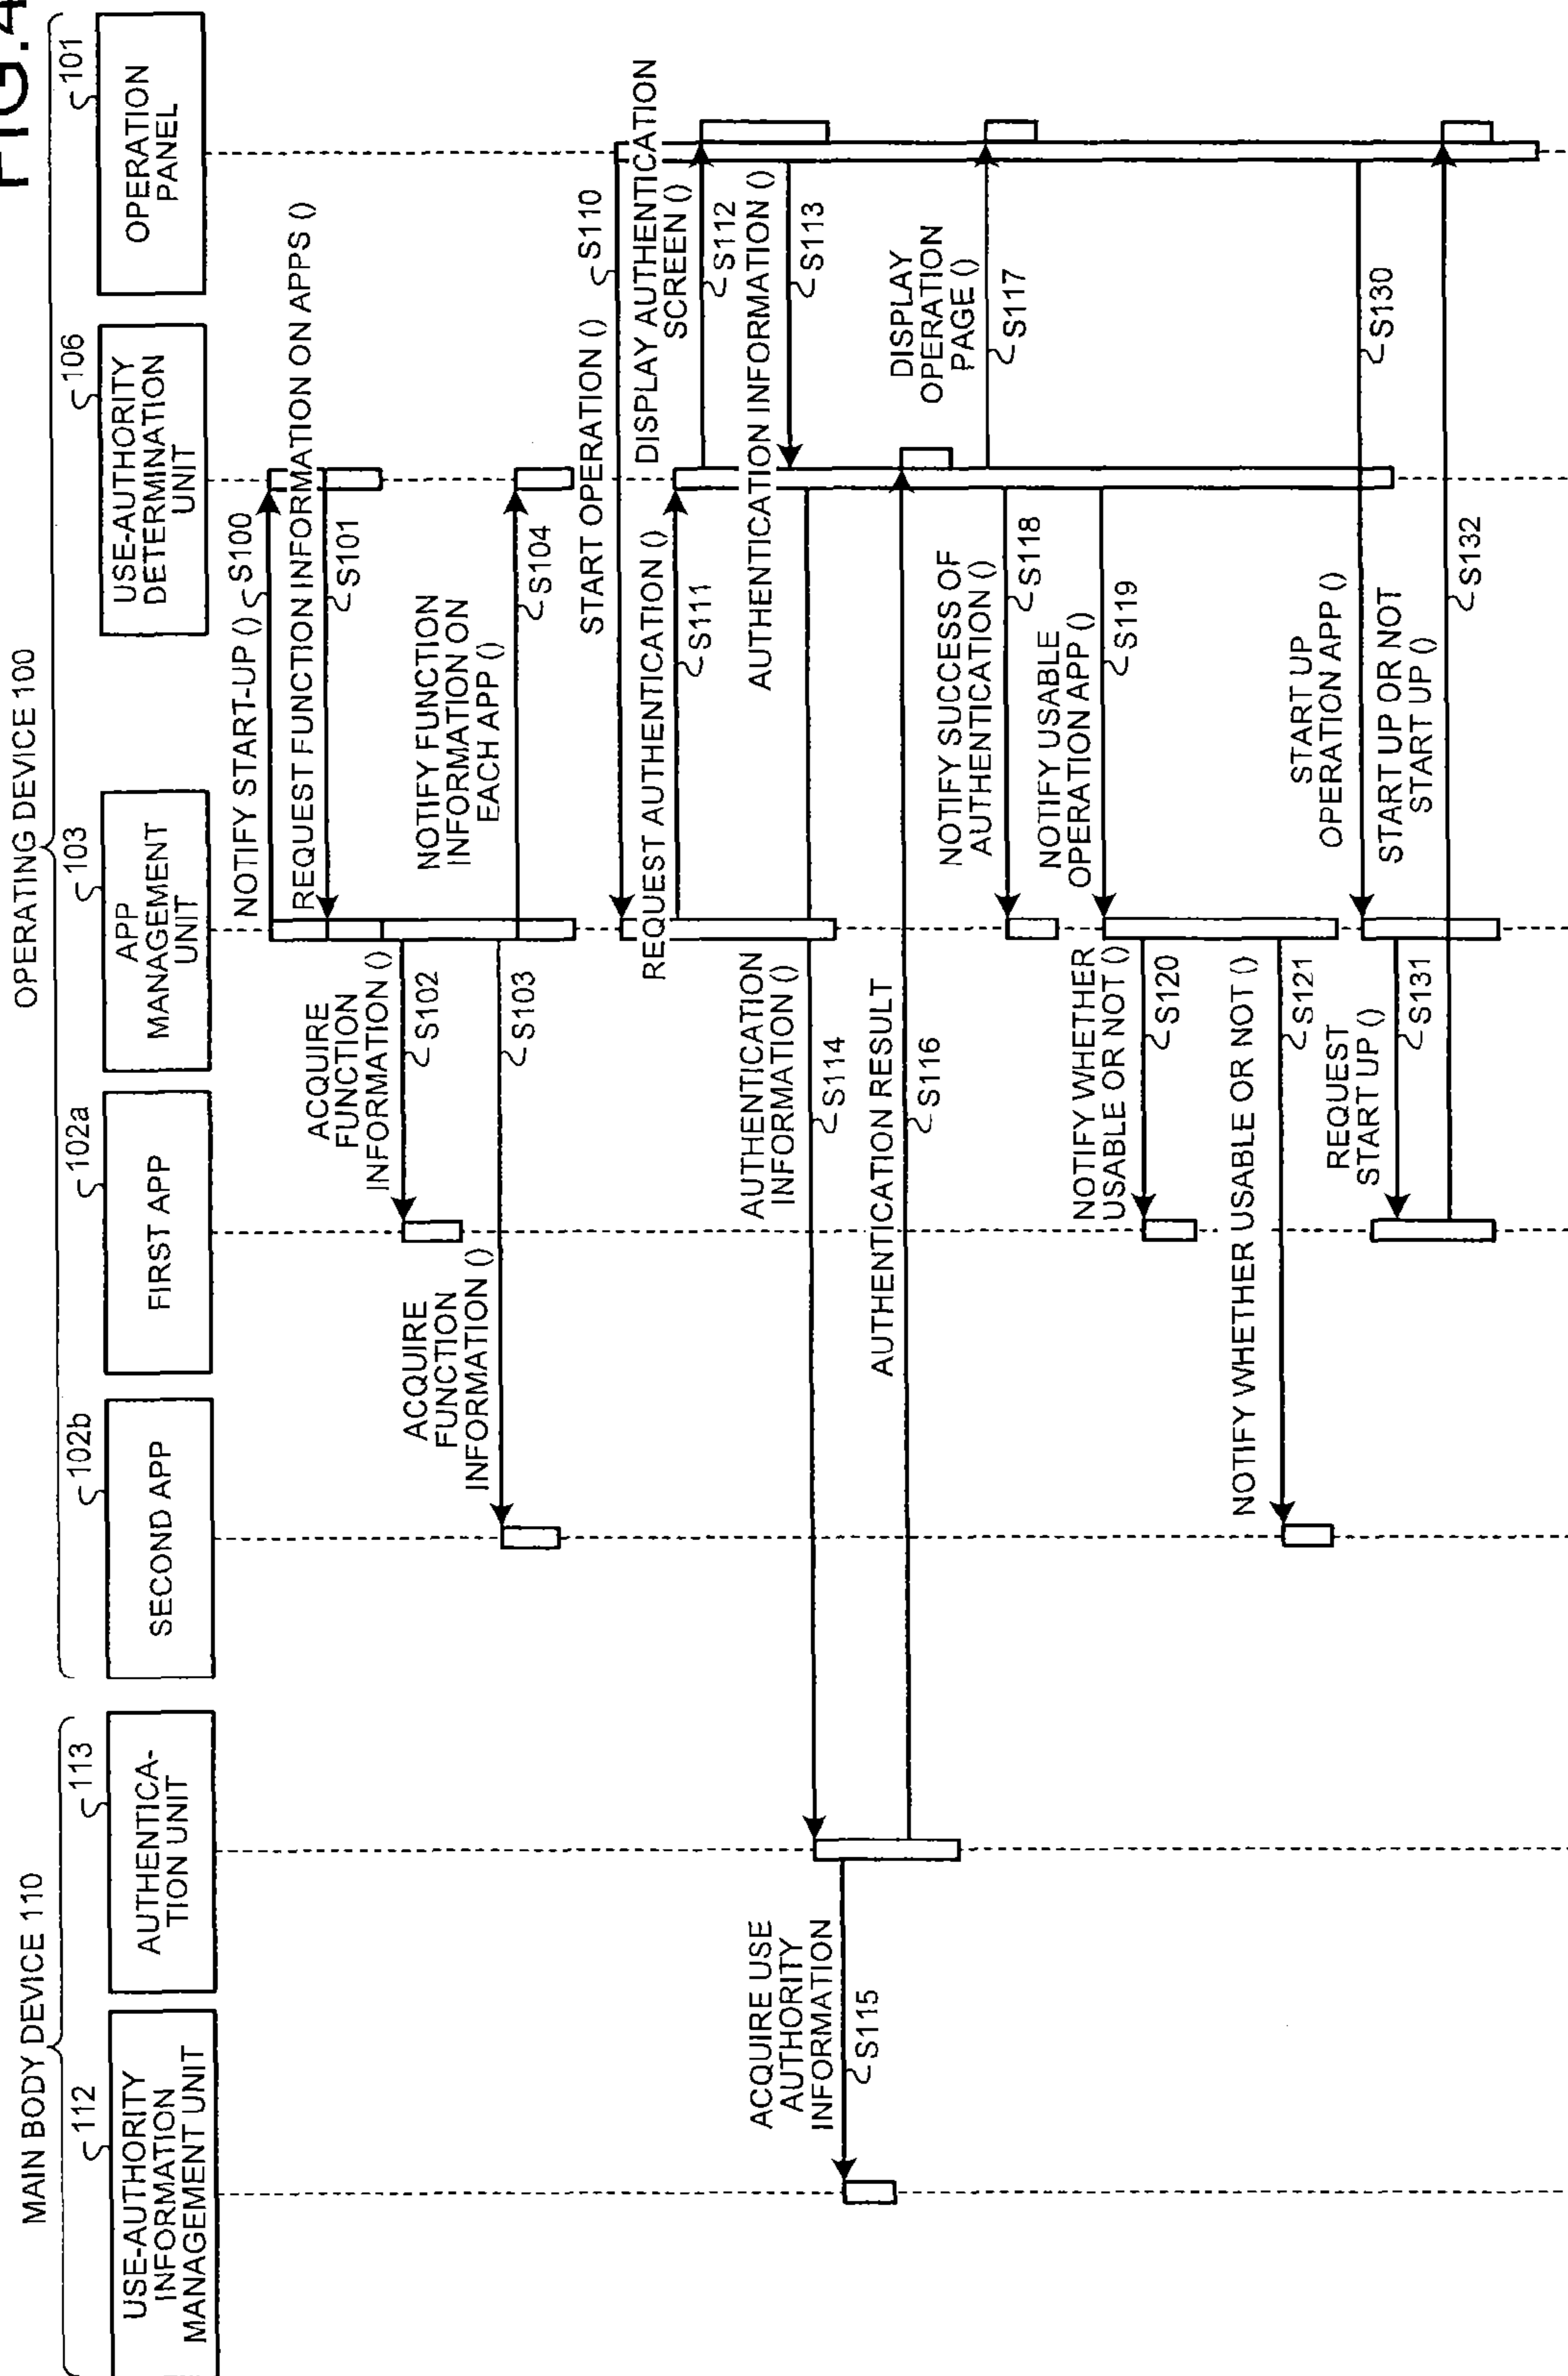 FIG.4
MAIN BODY DEVICE 110
OPERATING DEVICE 100
112
113
102b
102a
103
106
101
USE-AUTHORITY
INFORMATION
MANAGEMENT UNIT
AUTHENTICA-
TION UNIT
SECOND APP
FIRST APP
APP
MANAGEMENT
UNIT
USE-AUTHORITY
DETERMINATION
UNIT
OPERATION
PANEL
NOTIFY START-UP ()
S100
REQUEST FUNCTION INFORMATION ON APPS ()
S101
ACQUIRE
FUNCTION
INFORMATION ()
S102
ACQUIRE
FUNCTION
INFORMATION ()
S103
NOTIFY FUNCTION
INFORMATION ON
EACH APP ()
S104
START OPERATION ()
S110
REQUEST AUTHENTICATION ()
S111
DISPLAY AUTHENTICATION
SCREEN ()
S112
AUTHENTICATION INFORMATION ()
S113
AUTHENTICATION
INFORMATION ()
S114
ACQUIRE USE
AUTHORITY
INFORMATION
S115
AUTHENTICATION RESULT
S116
DISPLAY
OPERATION
PAGE ()
S117
NOTIFY SUCCESS OF
AUTHENTICATION ()
S118
NOTIFY USABLE
OPERATION APP ()
S119
NOTIFY WHETHER
USABLE OR NOT ()
S120
NOTIFY WHETHER USABLE OR NOT ()
S121
START UP
OPERATION APP ()
S130
REQUEST
START UP ()
S131
START UP OR NOT
START UP ()
S132